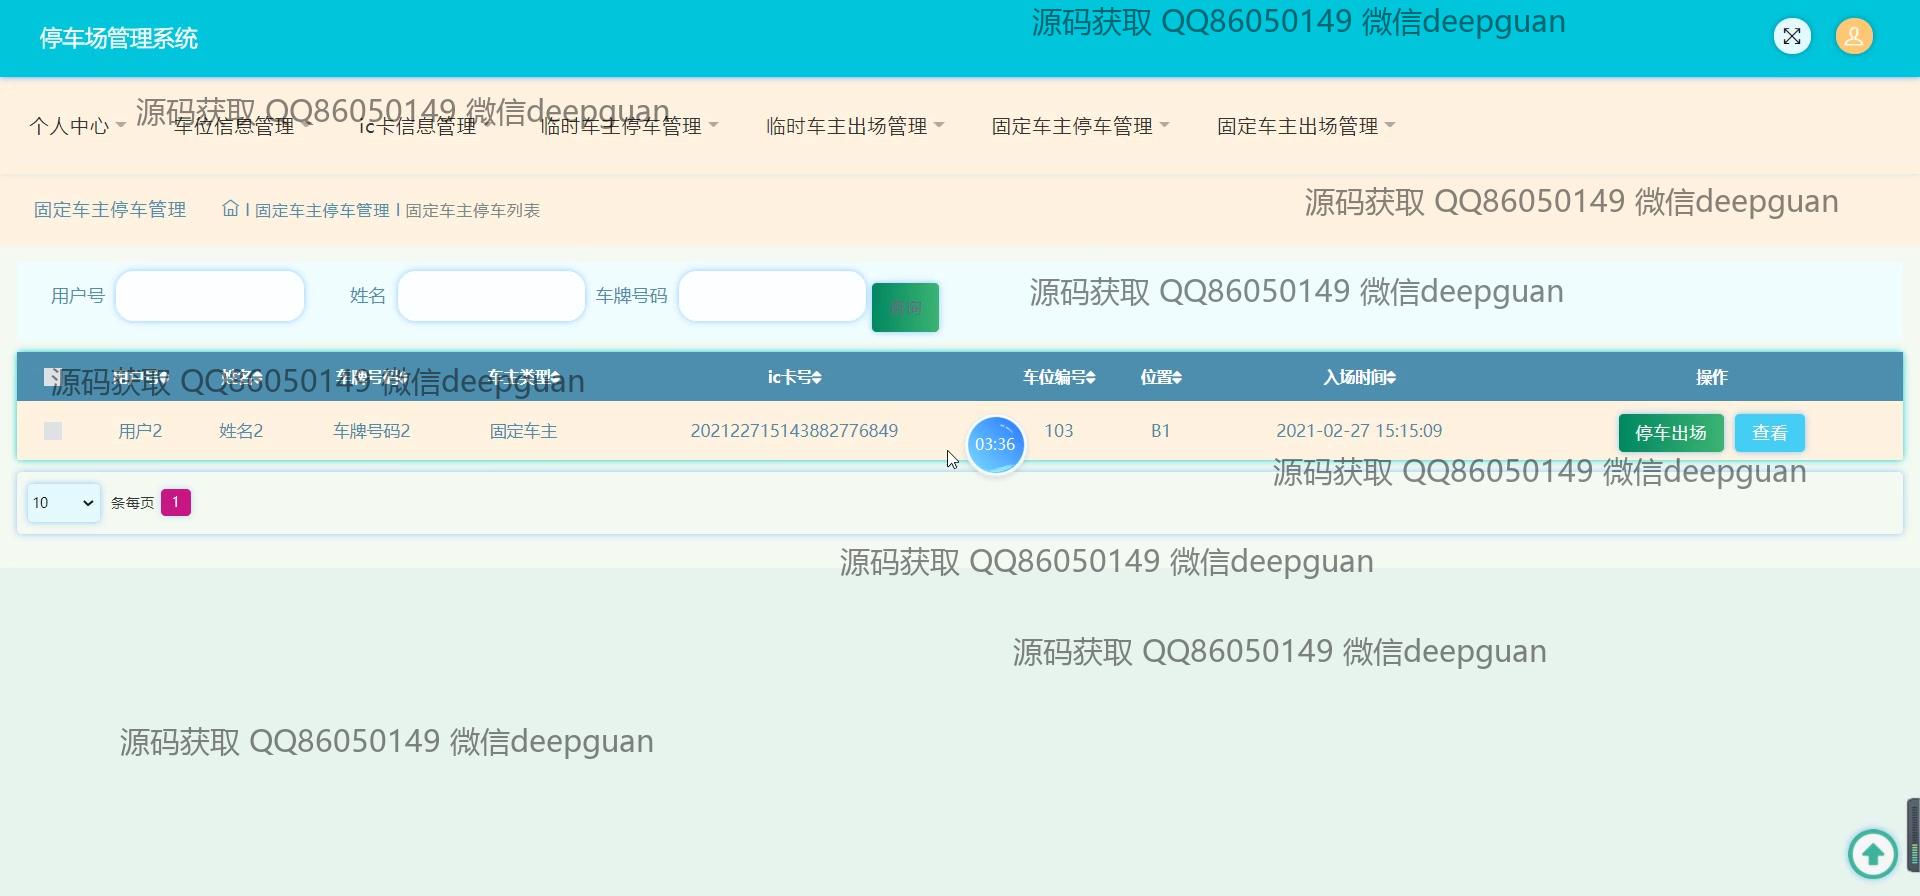 停车场管理系统
源码获取 QQ86050149 微信deepguan
源码获取 QQ86050149 微信deepguan
个人中心 车位信息管理 ic卡信息管理 临时车主停车管理 临时车主出场管理 固定车主停车管理 固定车主出场管理
固定车主停车管理 固定车主停车管理 固定车主停车列表
源码获取 QQ86050149 微信deepguan
用户号 姓名 车牌号码 查询
源码获取 QQ86050149 微信deepguan
用户号 姓名 车牌号码 车主类型 ic卡号 车位编号 位置 入场时间 操作
源码获取 QQ86050149 微信deepguan
用户2 姓名2 车牌号码2 固定车主 202122715143882776849 103 B1 2021-02-27 15:15:09 停车出场 查看
03:36
源码获取 QQ86050149 微信deepguan
10 条每页 1
源码获取 QQ86050149 微信deepguan
源码获取 QQ86050149 微信deepguan
源码获取 QQ86050149 微信deepguan